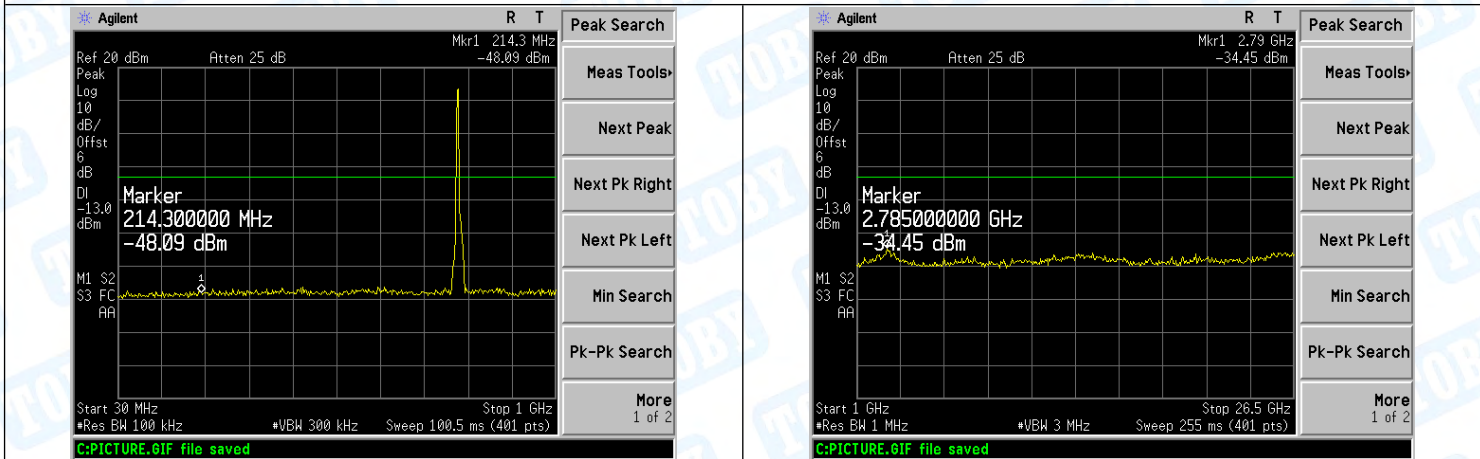 Agilent
R T
Peak Search
Mkr1 214.3 MHz
Ref 20 dBm
Atten 25 dB
-48.09 dBm
Peak
Log
10
dB/
Offst
6
dB
DI
-13.0
dBm
Marker
214.300000 MHz
-48.09 dBm
1
M1 S2
S3 FC
AA
Start 30 MHz
Stop 1 GHz
#Res BW 100 kHz
#VBW 300 kHz
Sweep 100.5 ms (401 pts)
C:PICTURE.GIF file saved
Meas Tools
Next Peak
Next Pk Right
Next Pk Left
Min Search
Pk-Pk Search
More
1 of 2
Agilent
R T
Peak Search
Mkr1 2.79 GHz
Ref 20 dBm
Atten 25 dB
-34.45 dBm
Peak
Log
10
dB/
Offst
6
dB
DI
-13.0
dBm
Marker
2.785000000 GHz
-34.45 dBm
1
M1 S2
S3 FC
AA
Start 1 GHz
Stop 26.5 GHz
#Res BW 1 MHz
#VBW 3 MHz
Sweep 255 ms (401 pts)
C:PICTURE.GIF file saved
Meas Tools
Next Peak
Next Pk Right
Next Pk Left
Min Search
Pk-Pk Search
More
1 of 2
TOBY